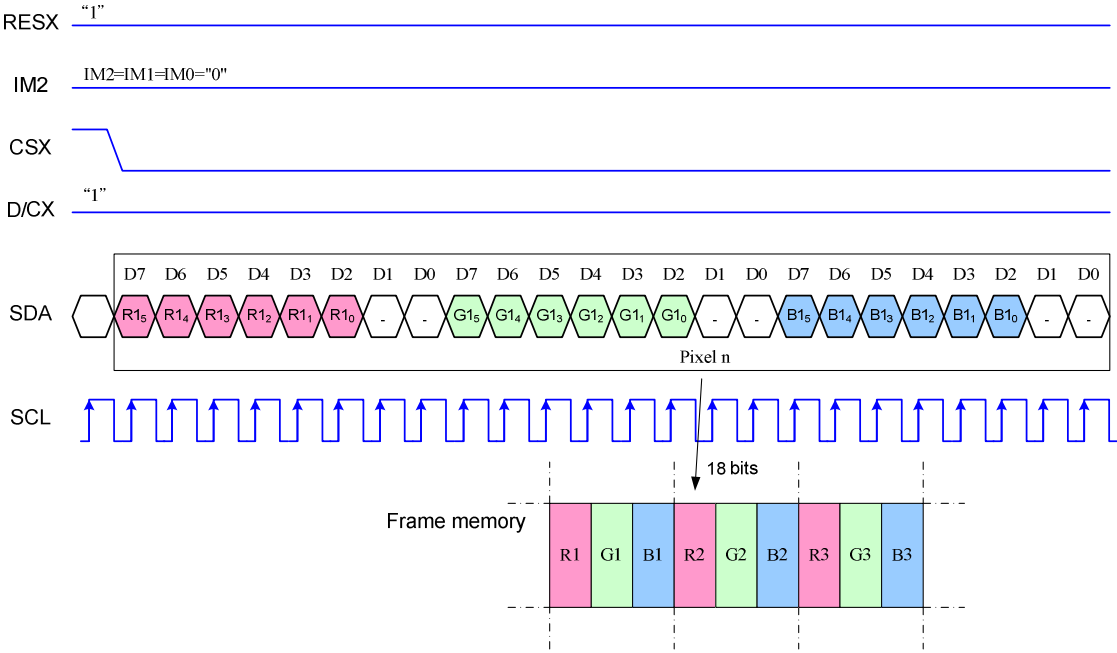 RESX “1”
IM2 IM2=IM1=IM0="0"
CSX
D/CX “1”
D7 D6 D5 D4 D3 D2 D1 D0 D7 D6 D5 D4 D3 D2 D1 D0 D7 D6 D5 D4 D3 D2 D1 D0
SDA R1₅ R1₄ R1₃ R1₂ R1₁ R1₀ - - G1₅ G1₄ G1₃ G1₂ G1₁ G1₀ - - B1₅ B1₄ B1₃ B1₂ B1₁ B1₀ - -
Pixel n
SCL
18 bits
Frame memory
R1 G1 B1 R2 G2 B2 R3 G3 B3